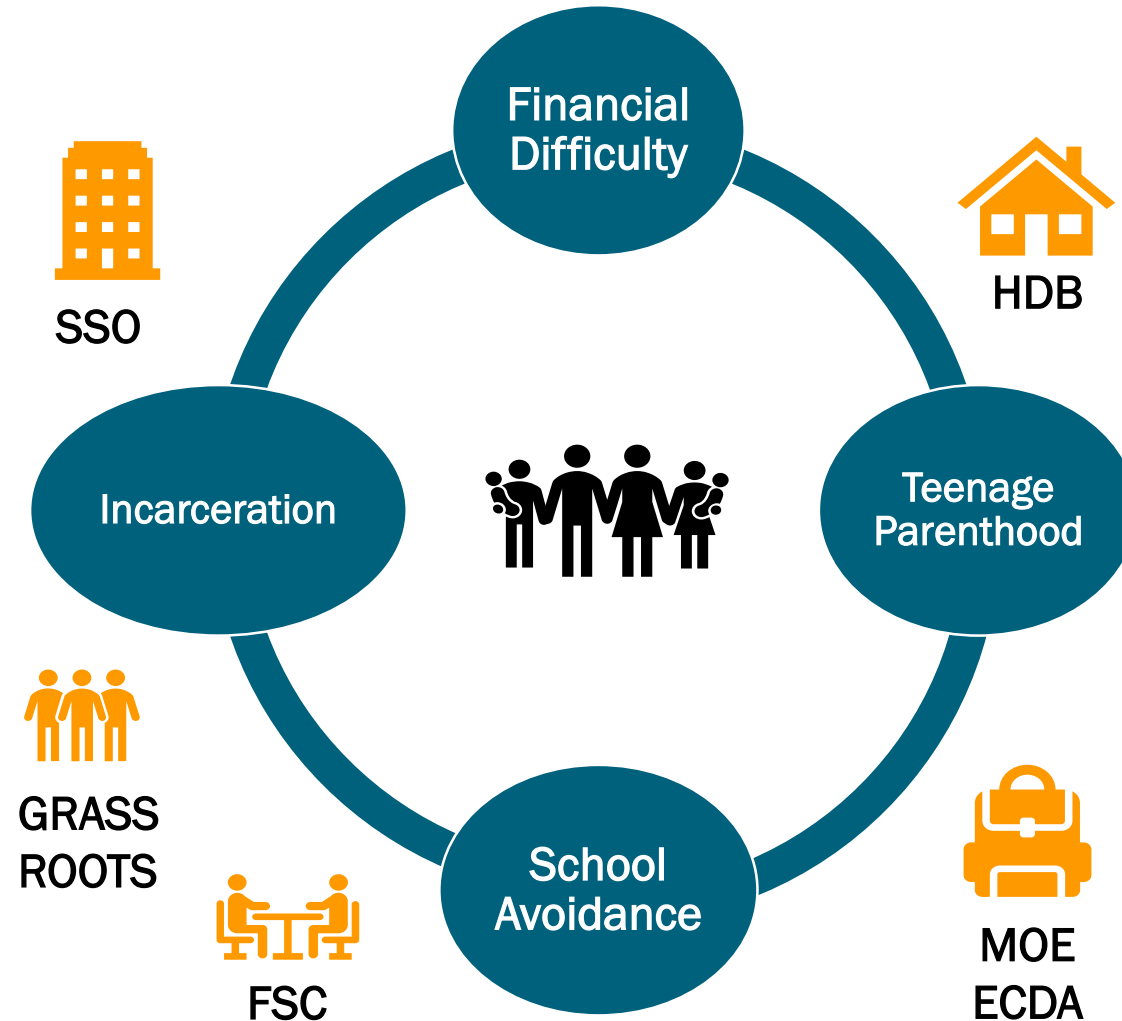 Financial
Difficulty
SSO
HDB
Incarceration
Teenage
Parenthood
GRASS
ROOTS
School
Avoidance
FSC
MOE
ECDA